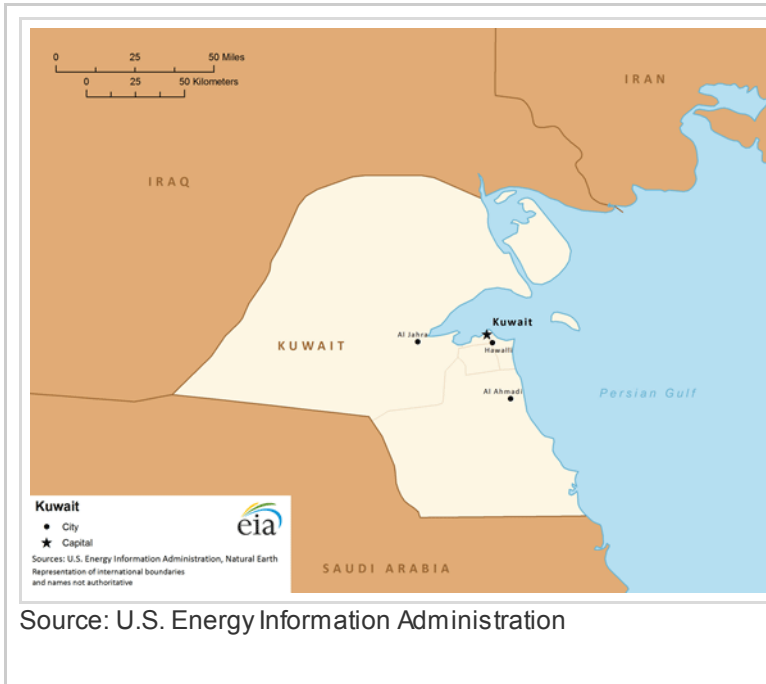 0 25 50 Miles
0 25 50 Kilometers
IRAN
IRAQ
Kuwait
Al Jahra
KUWAIT
Hawalli
Al Ahmadi
Persian Gulf
Kuwait
City
Capital
eia
Sources: U.S. Energy Information Administration, Natural Earth
Representation of international boundaries
and names not authoritative
SAUDI ARABIA
Source: U.S. Energy Information Administration